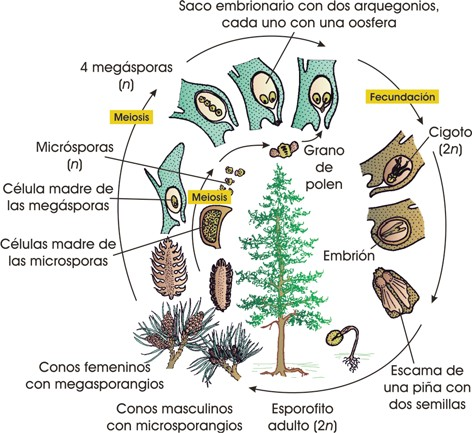 Saco embrionario con dos arquegonios,
cada uno con una oosfera
4 megásporas
(n)
Meiosis
Fecundación
Cigoto
(2n)
Micrósporas
(n)
Grano
de
polen
Célula madre de
las megásporas
Meiosis
Células madre de
las microsporas
Embrión
Escama de
una piña con
dos semillas
Conos femeninos
con megasporangios
Conos masculinos
con microsporangios
Esporofito
adulto (2n)